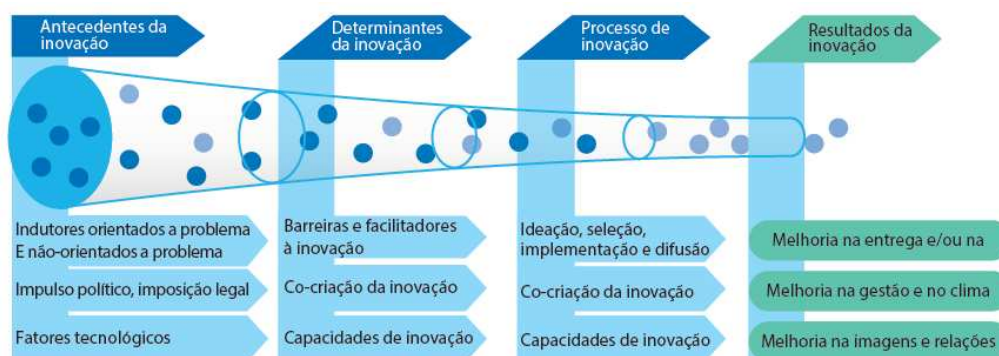 Antecedentes da
inovação
Determinantes
da inovação
Processo de
inovação
Resultados da
inovação
Indutores orientados a problema
E não-orientados a problema
Impulso político, imposição legal
Fatores tecnológicos
Barreiras e facilitadores
à inovação
Co-criação da inovação
Capacidades de inovação
Ideação, seleção,
implementação e difusão
Co-criação da inovação
Capacidades de inovação
Melhoria na entrega e/ou na
Melhoria na gestão e no clima
Melhoria na imagens e relações